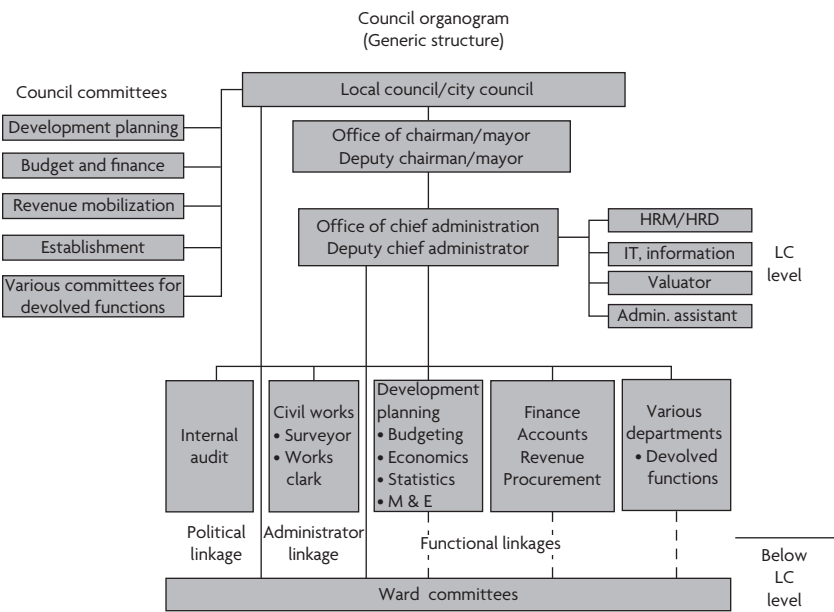 Council organogram
(Generic structure)
Council committees
Local council/city council
Development planning
Office of chairman/mayor
Deputy chairman/mayor
Budget and finance
Revenue mobilization
Establishment
Various committees for
devolved functions
Office of chief administration
Deputy chief administrator
HRM/HRD
IT, information
Valuator
Admin. assistant
LC
level
Internal
audit
Civil works
• Surveyor
• Works
clark
Development
planning
• Budgeting
• Economics
• Statistics
• M & E
Finance
Accounts
Revenue
Procurement
Various
departments
• Devolved
functions
Political
linkage
Administrator
linkage
Functional linkages
Below
LC
level
Ward committees